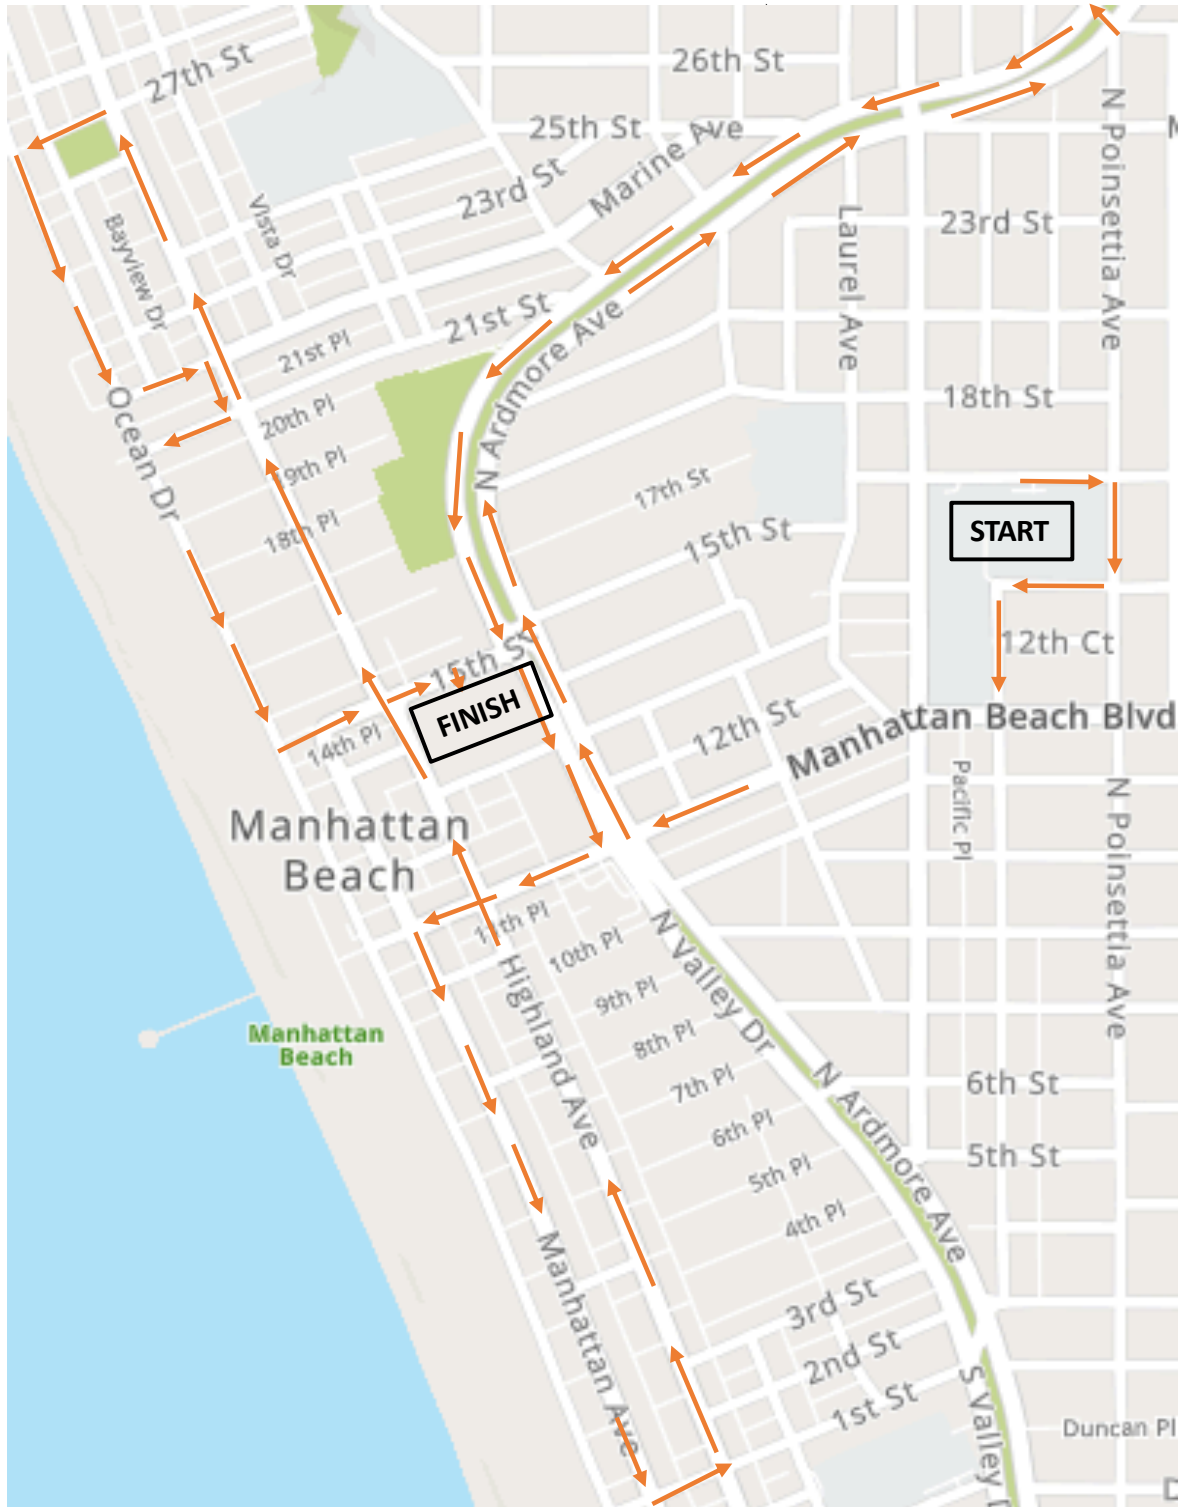 27th St
26th St
25th St
Marine Ave
23rd St
N Poinsettia Ave
Vista Dr
Bayview Dr
Laurel Ave
23rd St
21st St
21st Pl
N Ardmore Ave
18th St
Ocean Dr
20th Pl
19th Pl
18th Pl
17th St
15th St
START
12th Ct
15th St
FINISH
14th Pl
12th St
Manhattan Beach Blvd
Pacific Pl
N Poinsettia Ave
Manhattan
Beach
11th Pl
10th Pl
N Valley Dr
9th Pl
Highland Ave
Manhattan
Beach
8th Pl
7th Pl
N Ardmore Ave
6th St
6th Pl
5th St
5th Pl
4th Pl
Manhattan Ave
3rd St
2nd St
1st St
S Valley
Duncan Pl